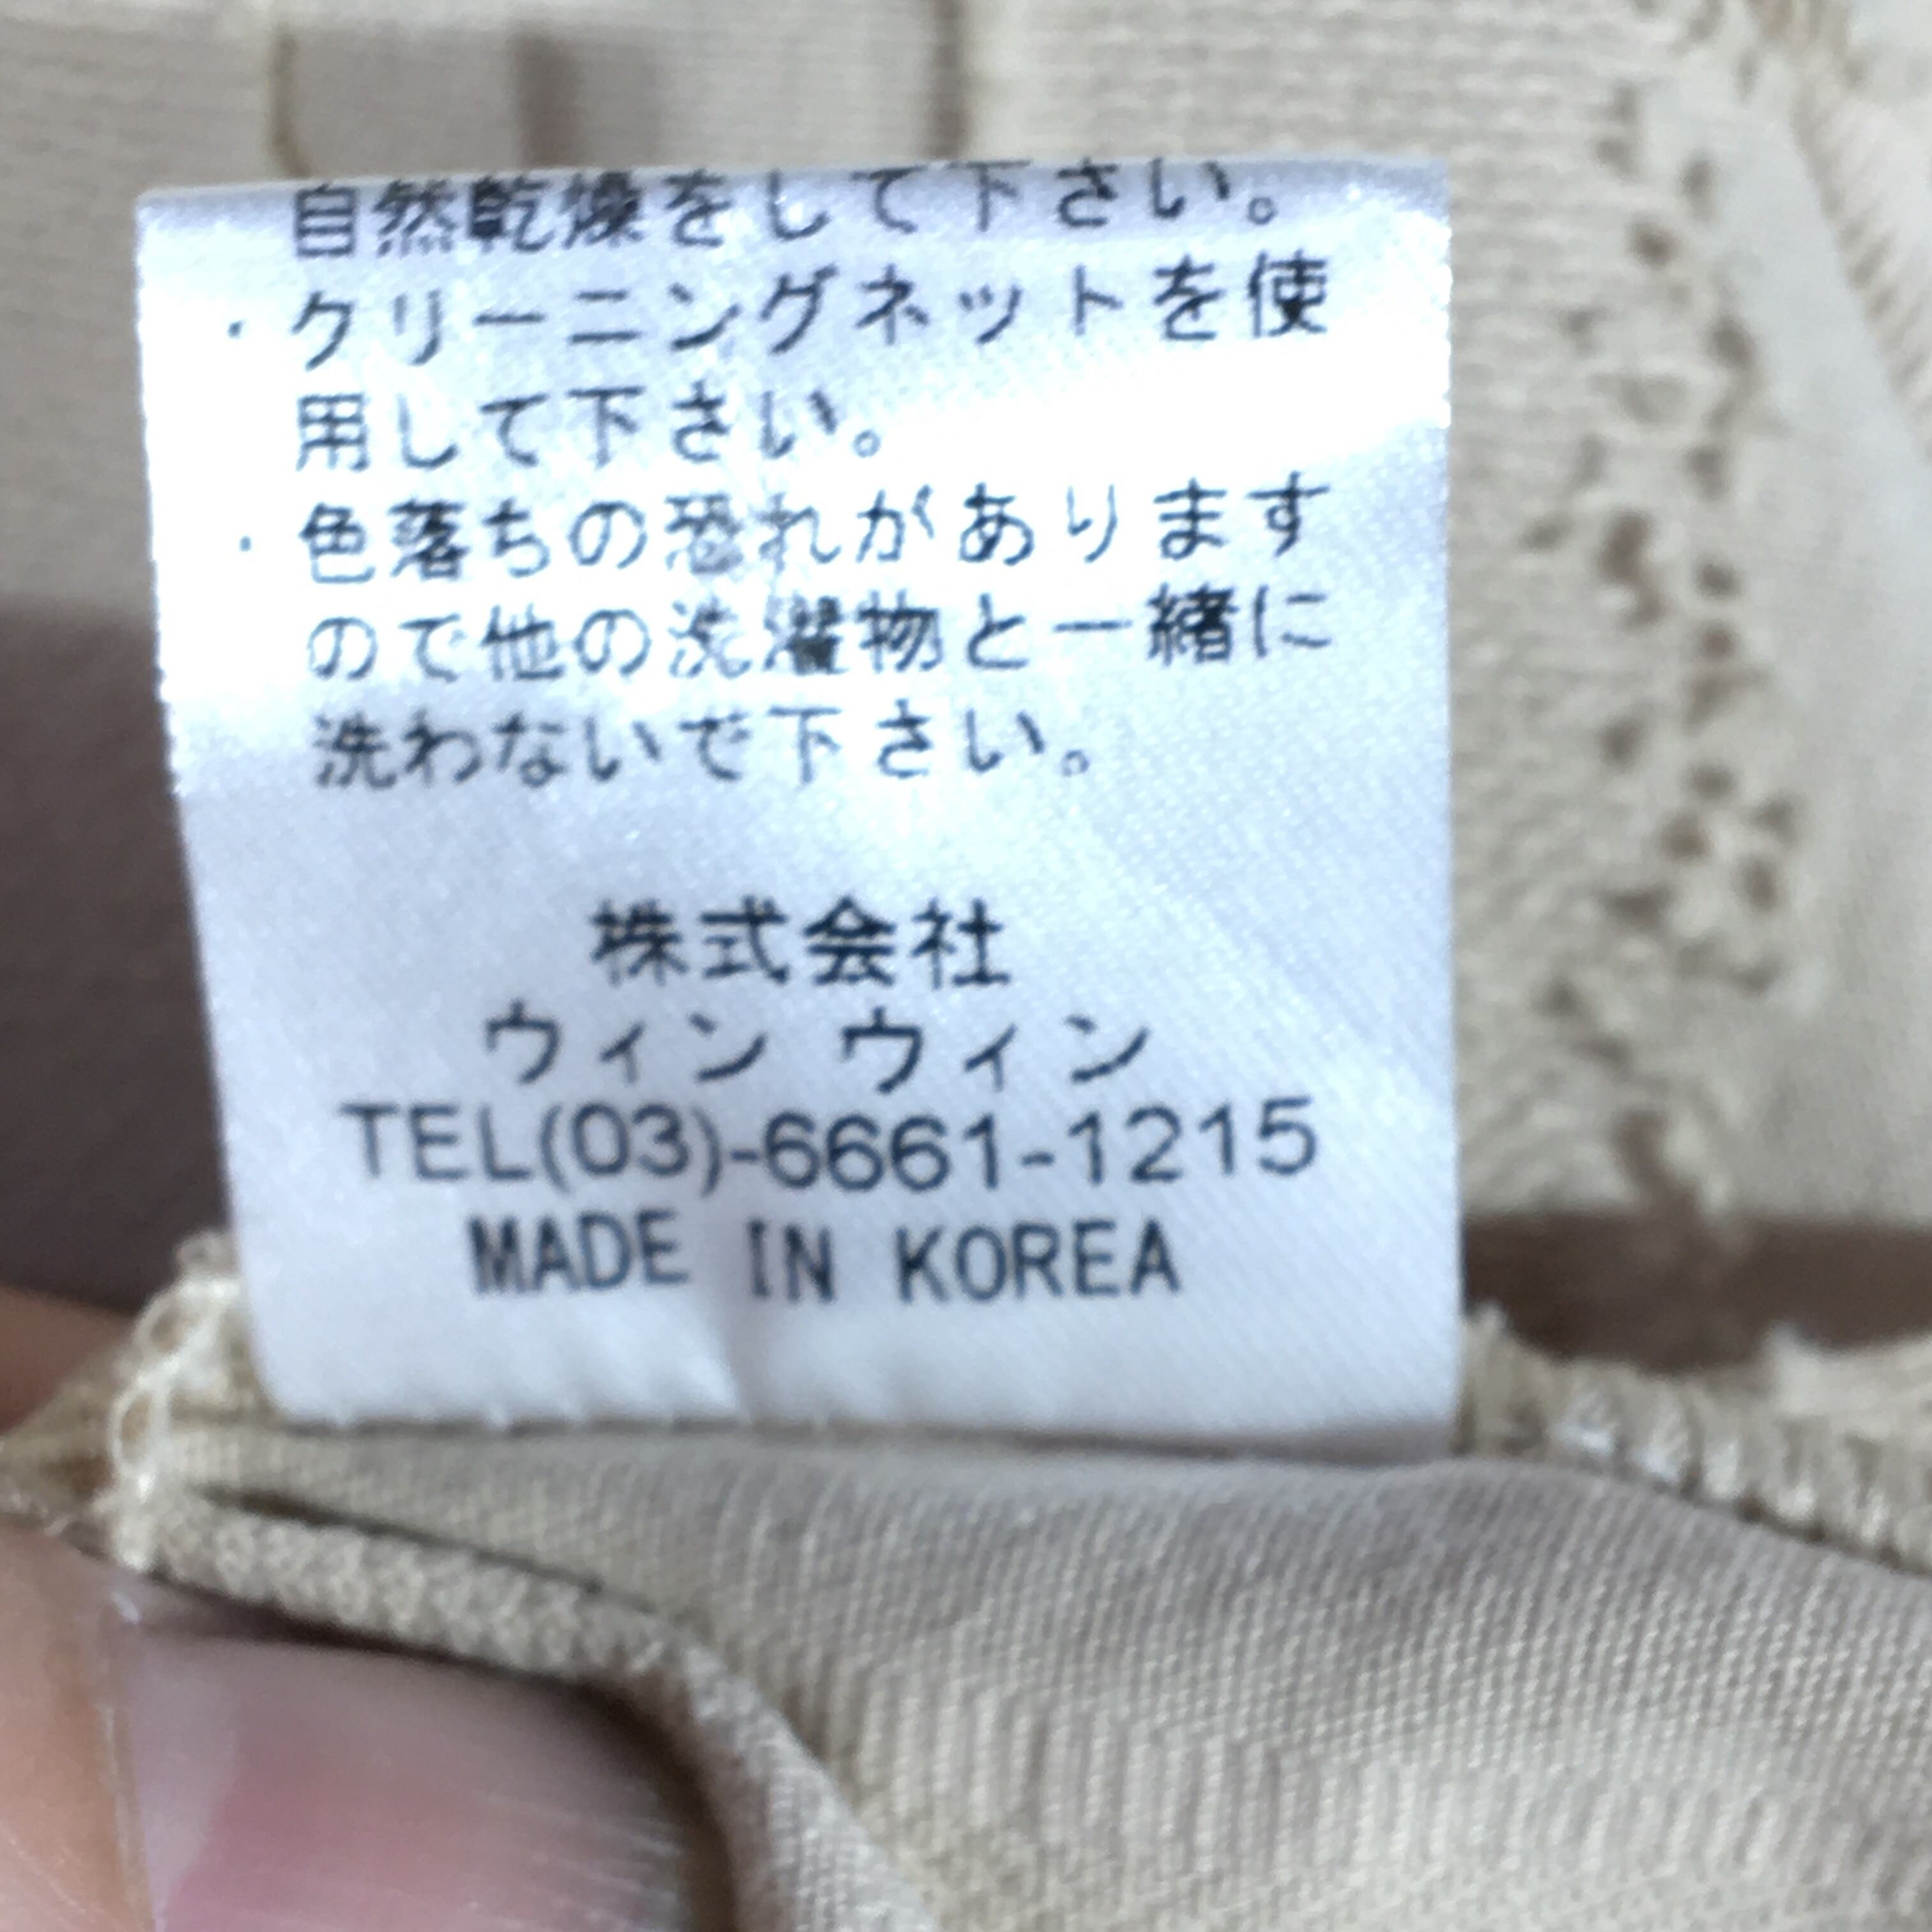 自然乾燥をして下さい。
・クリーニングネットを使
用して下さい。
・色落ちの恐れがあります
ので他の洗濯物と一緒に
洗わないで下さい。
株式会社
ウィン ウィン
TEL(03)-6661-1215
MADE IN KOREA